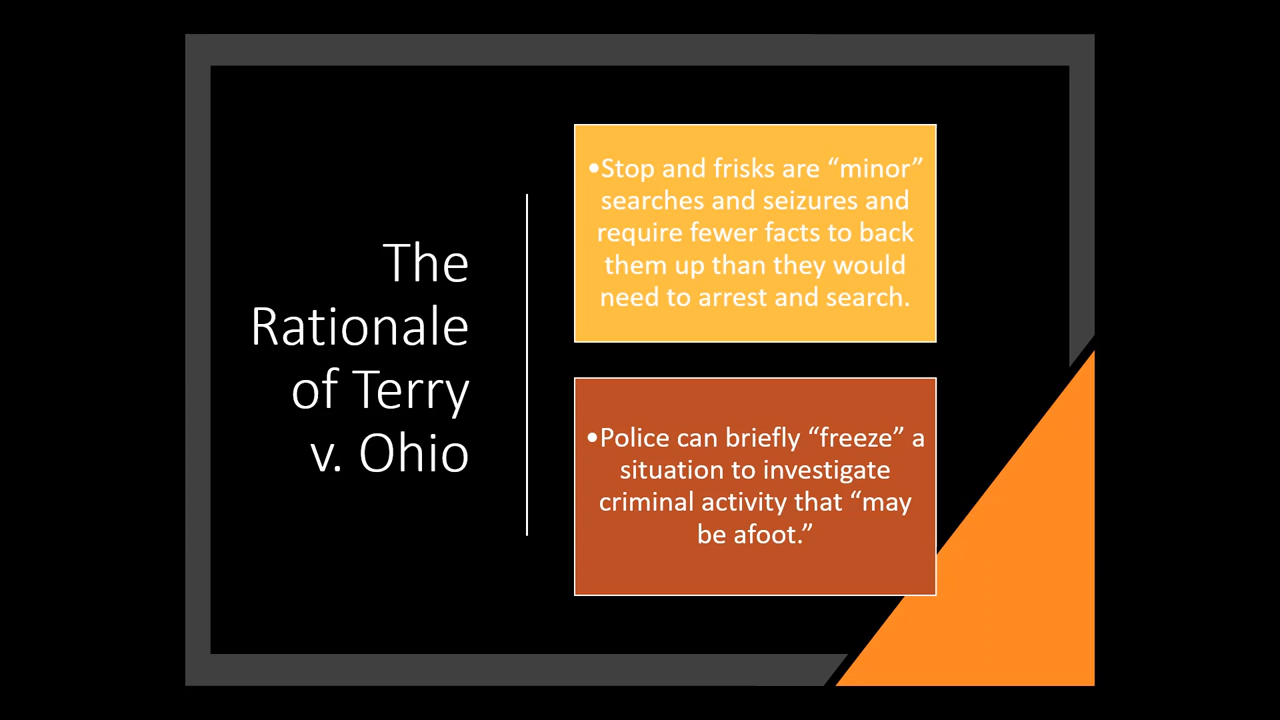 The
Rationale
of Terry
v. Ohio
•Stop and frisks are “minor”
searches and seizures and
require fewer facts to back
them up than they would
need to arrest and search.
•Police can briefly “freeze” a
situation to investigate
criminal activity that “may
be afoot.”